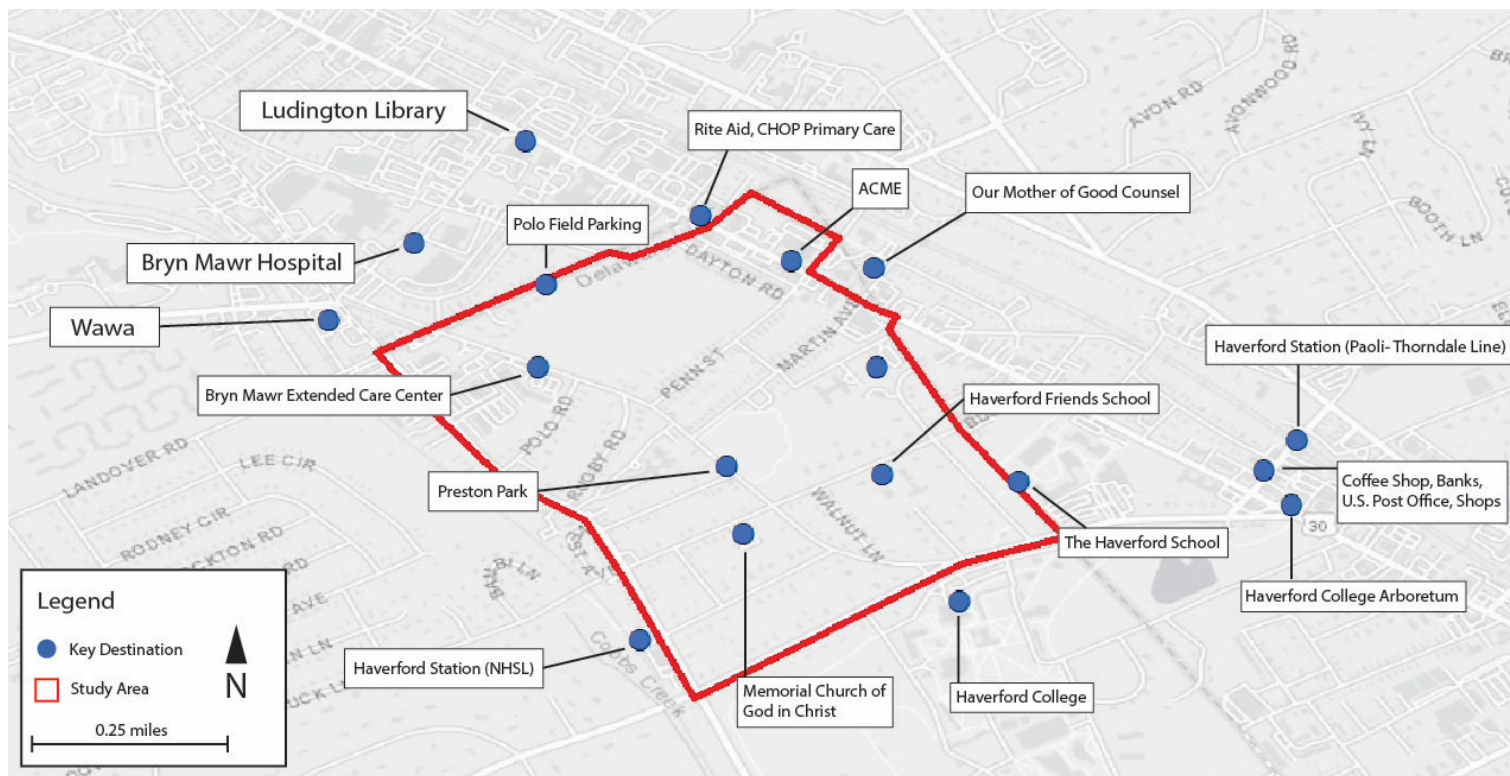 AVON RD
AVONWOOD RD
IVY LN
BOOTH LN
Ludington Library
Rite Aid, CHOP Primary Care
ACME
Our Mother of Good Counsel
Polo Field Parking
Bryn Mawr Hospital
Wawa
DAYTON RD
MARTIN AVE
PENN ST
Haverford Station (Paoli- Thorndale Line)
Bryn Mawr Extended Care Center
Haverford Friends School
POLO RD
RUGBY RD
LANDOVER RD
LEE CIR
Preston Park
Coffee Shop, Banks,
U.S. Post Office, Shops
WALNUT LN
30
RODNEY CIR
The Haverford School
Haverford College Arboretum
Legend
Key Destination
Study Area
N
0.25 miles
Haverford Station (NHSL)
Cobbs Creek
Memorial Church of
God in Christ
Haverford College